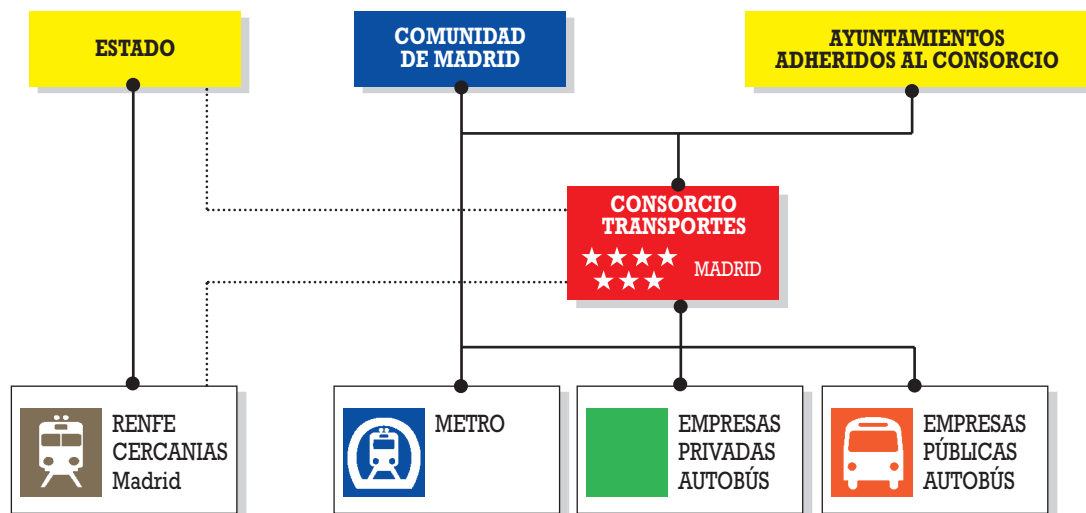 ESTADO
COMUNIDAD
DE MADRID
AYUNTAMIENTOS
ADHERIDOS AL CONSORCIO
CONSORCIO
TRANSPORTES
MADRID
RENFE
CERCANIAS
Madrid
METRO
EMPRESAS
PRIVADAS
AUTOBÚS
EMPRESAS
PÚBLICAS
AUTOBÚS